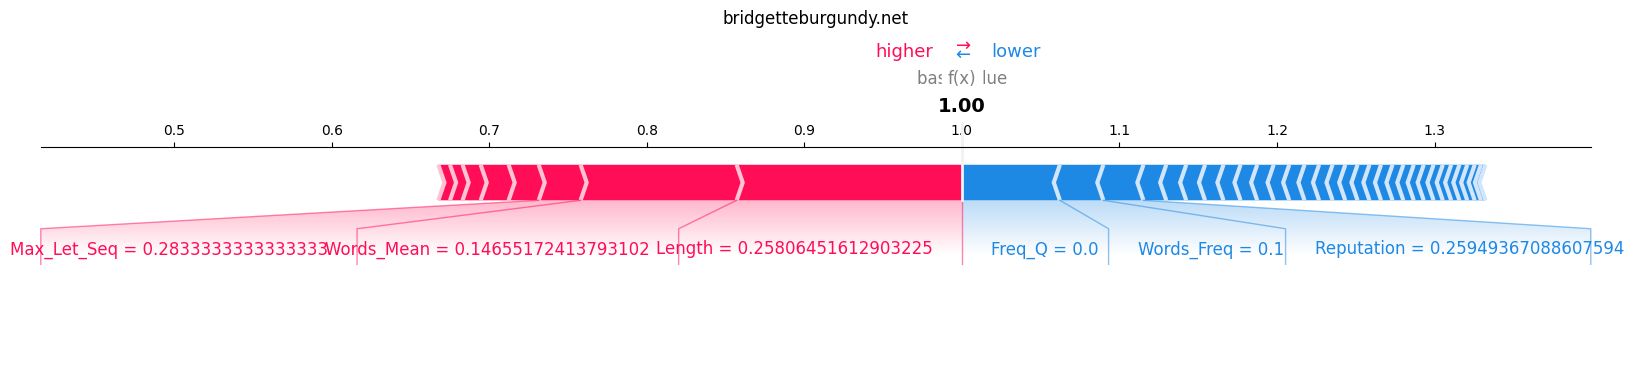 bridgetteburgundy.net
higher → ← lower
bas f(x) lue
1.00
0.5 0.6 0.7 0.8 0.9 1.0 1.1 1.2 1.3
Max_Let_Seq = 0.2833333333333333 Words_Mean = 0.14655172413793102 Length = 0.25806451612903225 Freq_Q = 0.0 Words_Freq = 0.1 Reputation = 0.25949367088607594